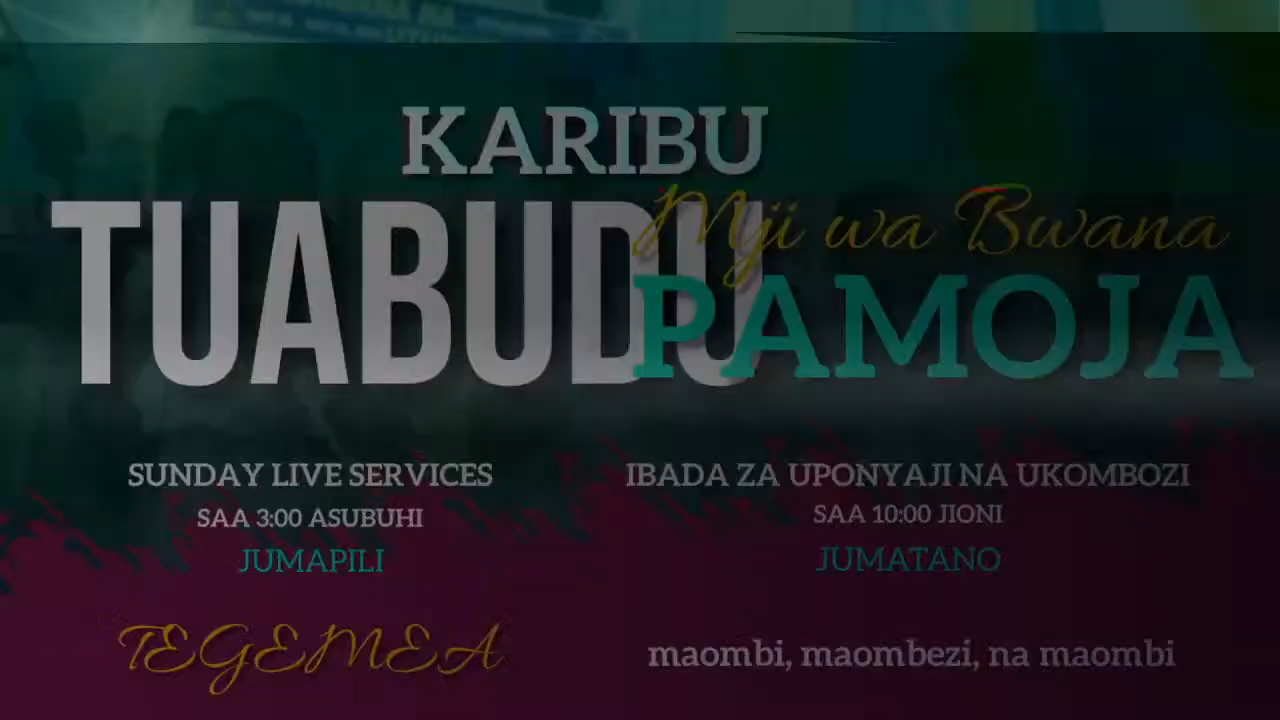 KARIBU
TUABUDU
Mji wa Bwana
PAMOJA
SUNDAY LIVE SERVICES
SAA 3:00 ASUBUHI
JUMAPILI
IBADA ZA UPONYAJI NA UKOMBOZI
SAA 10:00 JIONI
JUMATANO
TEGEMEA
maombi, maombezi, na maombi